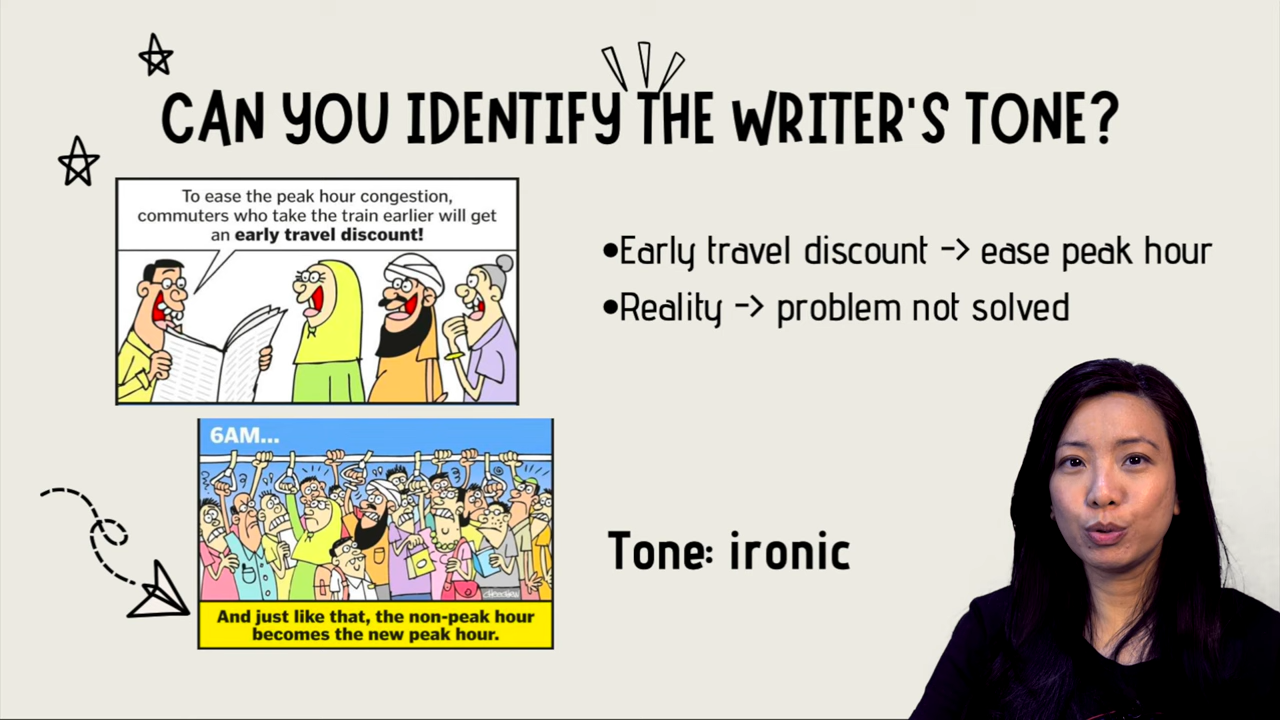 CAN YOU IDENTIFY THE WRITER'S TONE?
To ease the peak hour congestion,
commuters who take the train earlier will get
an early travel discount!
•Early travel discount -> ease peak hour
•Reality -> problem not solved
6AM...
And just like that, the non-peak hour
becomes the new peak hour.
Tone: ironic